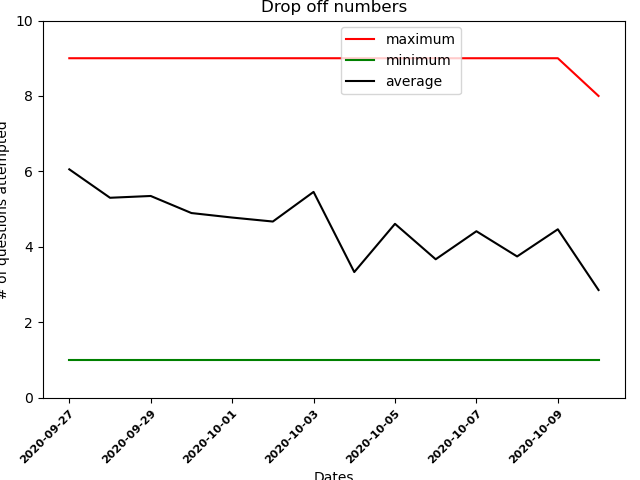 Drop off numbers
maximum
minimum
average
# of questions attempted
10
8
6
4
2
0
2020-09-27
2020-09-29
2020-10-01
2020-10-03
2020-10-05
2020-10-07
2020-10-09
Dates